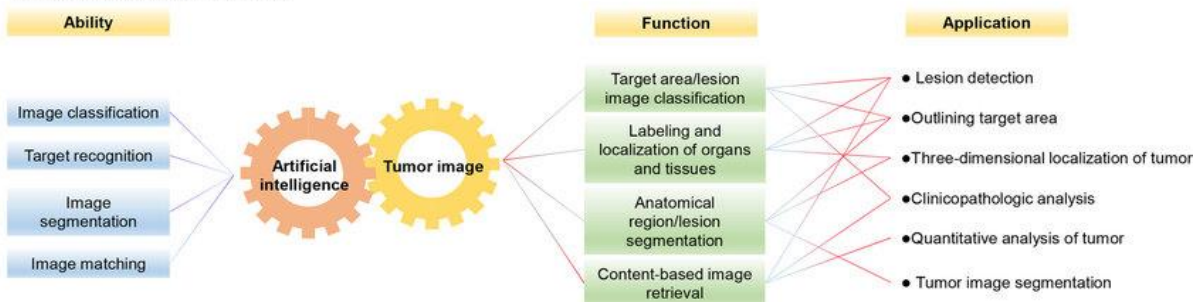 Ability
Function
Application
Image classification
Target recognition
Image
segmentation
Image matching
Artificial
intelligence
Tumor image
Target area/lesion
image classification
Labeling and
localization of organs
and tissues
Anatomical
region/lesion
segmentation
Content-based image
retrieval
● Lesion detection
●Outlining target area
●Three-dimensional localization of tumor
●Clinicopathologic analysis
●Quantitative analysis of tumor
● Tumor image segmentation